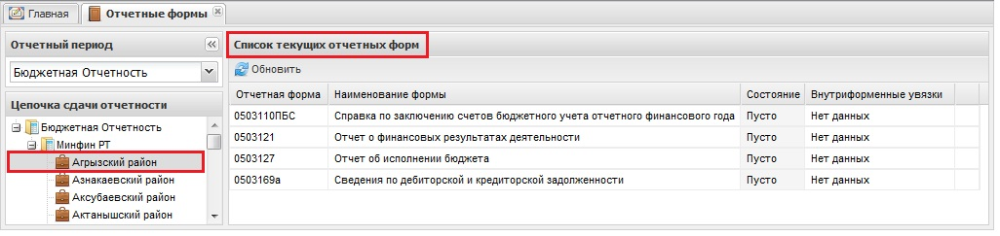 Главная
Отчетные формы
Отчетный период
Бюджетная Отчетность
Цепочка сдачи отчетности
Бюджетная Отчетность
Минфин РТ
Агрызский район
Азнакаевский район
Аксубаевский район
Актанышский район
Список текущих отчетных форм
Обновить
Отчетная форма Наименование формы Состояние Внутриформенные увязки
0503110ПБС Справка по заключению счетов бюджетного учета отчетного финансового года Пусто Нет данных
0503121 Отчет о финансовых результатах деятельности Пусто Нет данных
0503127 Отчет об исполнении бюджета Пусто Нет данных
0503169а Сведения по дебиторской и кредиторской задолженности Пусто Нет данных